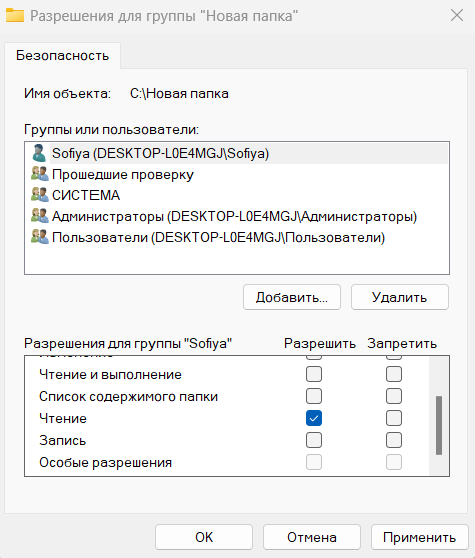 Разрешения для группы "Новая папка"
Безопасность
Имя объекта: C:\Новая папка
Группы или пользователи:
Sofiya (DESKTOP-L0E4MGJ\Sofiya)
Прошедшие проверку
СИСТЕМА
Администраторы (DESKTOP-L0E4MGJ\Администраторы)
Пользователи (DESKTOP-L0E4MGJ\Пользователи)
Добавить... Удалить
Разрешения для группы "Sofiya" Разрешить Запретить
Чтение и выполнение
Список содержимого папки
Чтение
Запись
Особые разрешения
OK Отмена Применить